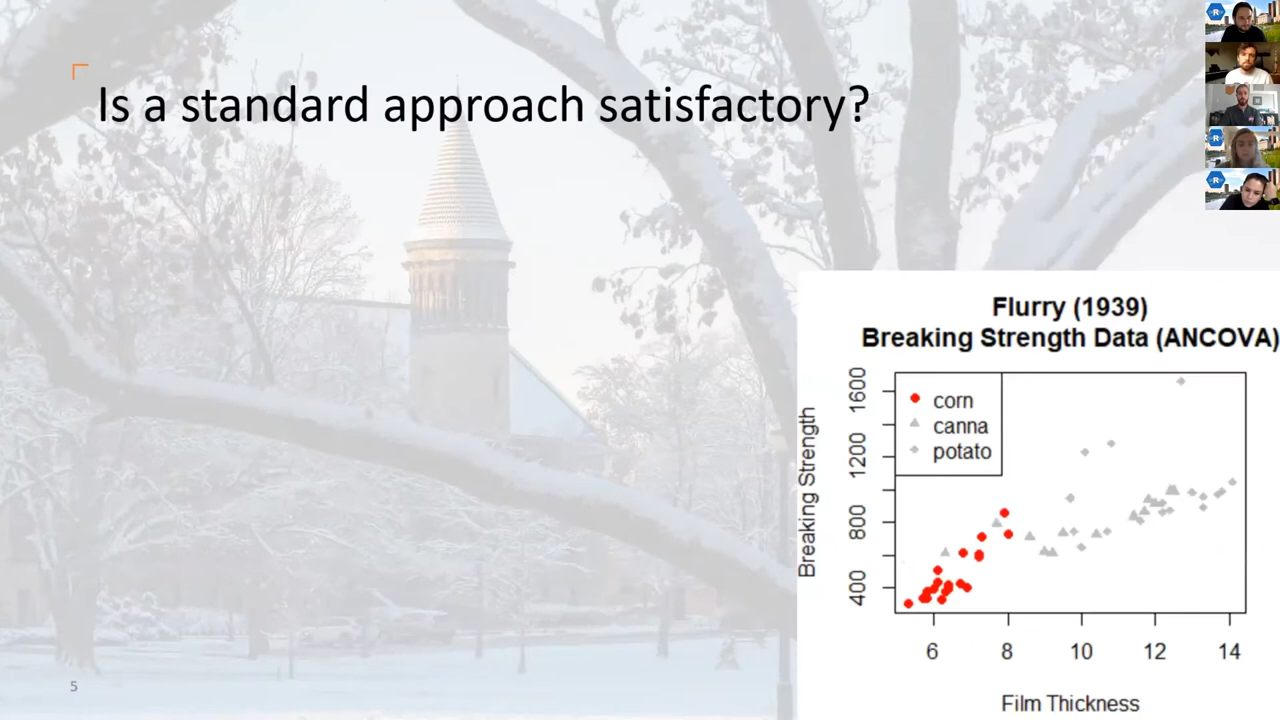 Is a standard approach satisfactory?
Flurry (1939)
Breaking Strength Data (ANCOVA)
corn
canna
potato
Breaking Strength
400
800
1200
1600
6 8 10 12 14
Film Thickness
5
R
R
R